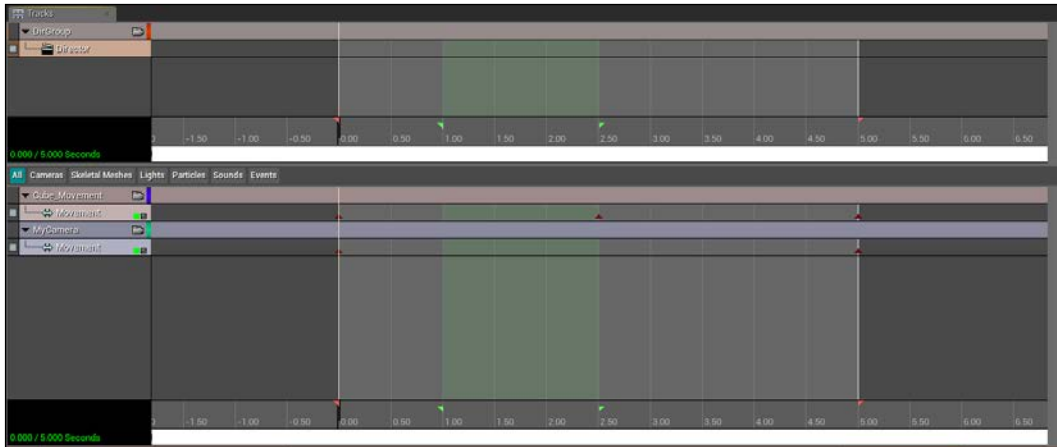 Tracks
DirGroup
Director
-1.50 -1.00 -0.50 0.00 0.50 1.00 1.50 2.00 2.50 3.00 3.50 4.00 4.50 5.00 5.50 6.00 6.50
0.000 / 5.000 Seconds
All Cameras Skeletal Meshes Lights Particles Sounds Events
Cube_Movement
Movement
MyCamera
Movement
-1.50 -1.00 -0.50 0.00 0.50 1.00 1.50 2.00 2.50 3.00 3.50 4.00 4.50 5.00 5.50 6.00 6.50
0.000 / 5.000 Seconds